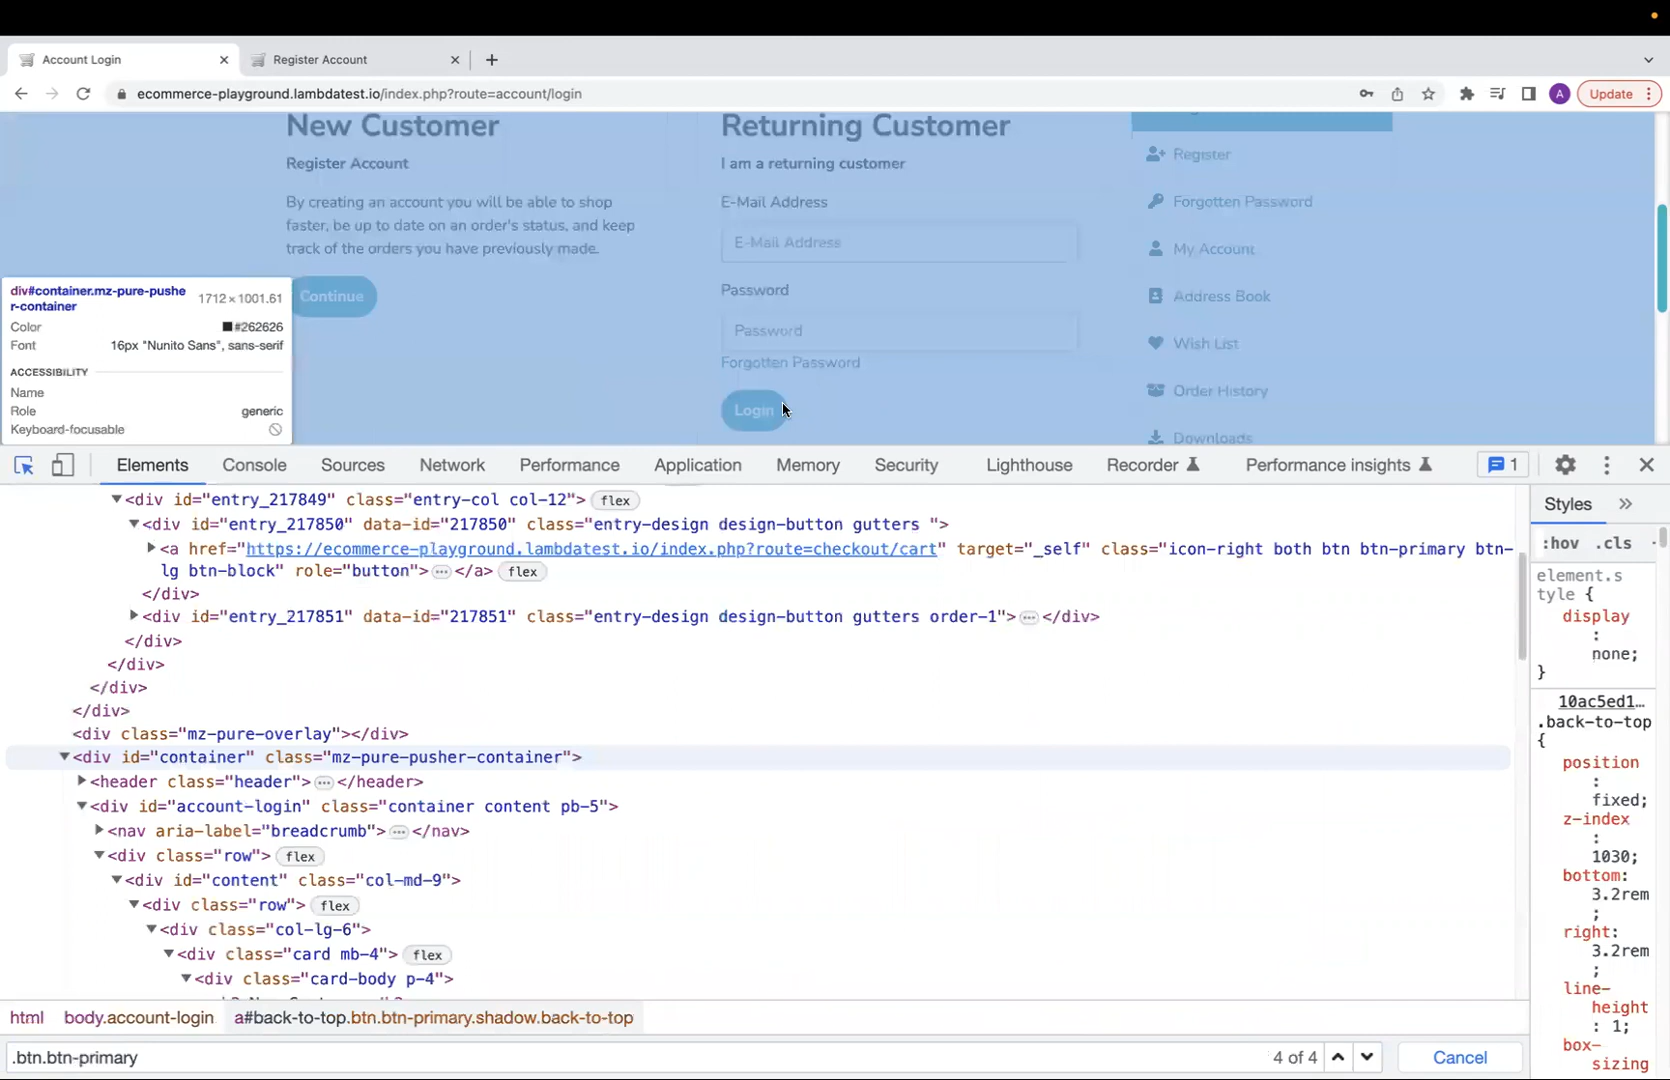 Account Login
Register Account
ecommerce-playground.lambdatest.io/index.php?route=account/login
A
Update
New Customer
Register Account
By creating an account you will be able to shop
faster, be up to date on an order's status, and keep
track of the orders you have previously made.
Continue
Returning Customer
I am a returning customer
E-Mail Address
E-Mail Address
Password
Password
Forgotten Password
Login
Register
Forgotten Password
My Account
Address Book
Wish List
Order History
Downloads
div#container.mz-pure-pushe
r-container
1712 × 1001.61
Color #262626
Font 16px "Nunito Sans", sans-serif
ACCESSIBILITY
Name
Role generic
Keyboard-focusable
Elements Console Sources Network Performance Application Memory Security Lighthouse Recorder Performance insights 1
<div id="entry_217849" class="entry-col col-12"> flex
<div id="entry_217850" data-id="217850" class="entry-design design-button gutters ">
<a href="https://ecommerce-playground.lambdatest.io/index.php?route=checkout/cart" target="_self" class="icon-right both btn btn-primary btn-
lg btn-block" role="button"> … </a> flex
</div>
<div id="entry_217851" data-id="217851" class="entry-design design-button gutters order-1"> … </div>
</div>
</div>
</div>
</div>
<div class="mz-pure-overlay"></div>
<div id="container" class="mz-pure-pusher-container">
<header class="header"> … </header>
<div id="account-login" class="container content pb-5">
<nav aria-label="breadcrumb"> … </nav>
<div class="row"> flex
<div id="content" class="col-md-9">
<div class="row"> flex
<div class="col-lg-6">
<div class="card mb-4"> flex
<div class="card-body p-4">
html body.account-login a#back-to-top.btn.btn-primary.shadow.back-to-top
.btn.btn-primary
4 of 4
Cancel
Styles
:hov .cls
element.s
tyle {
display
:
none;
}
10ac5ed1…
.back-to-top
{
position
:
fixed;
z-index
:
1030;
bottom:
3.2rem
;
right:
3.2rem
;
line-
height
: 1;
box-
sizing